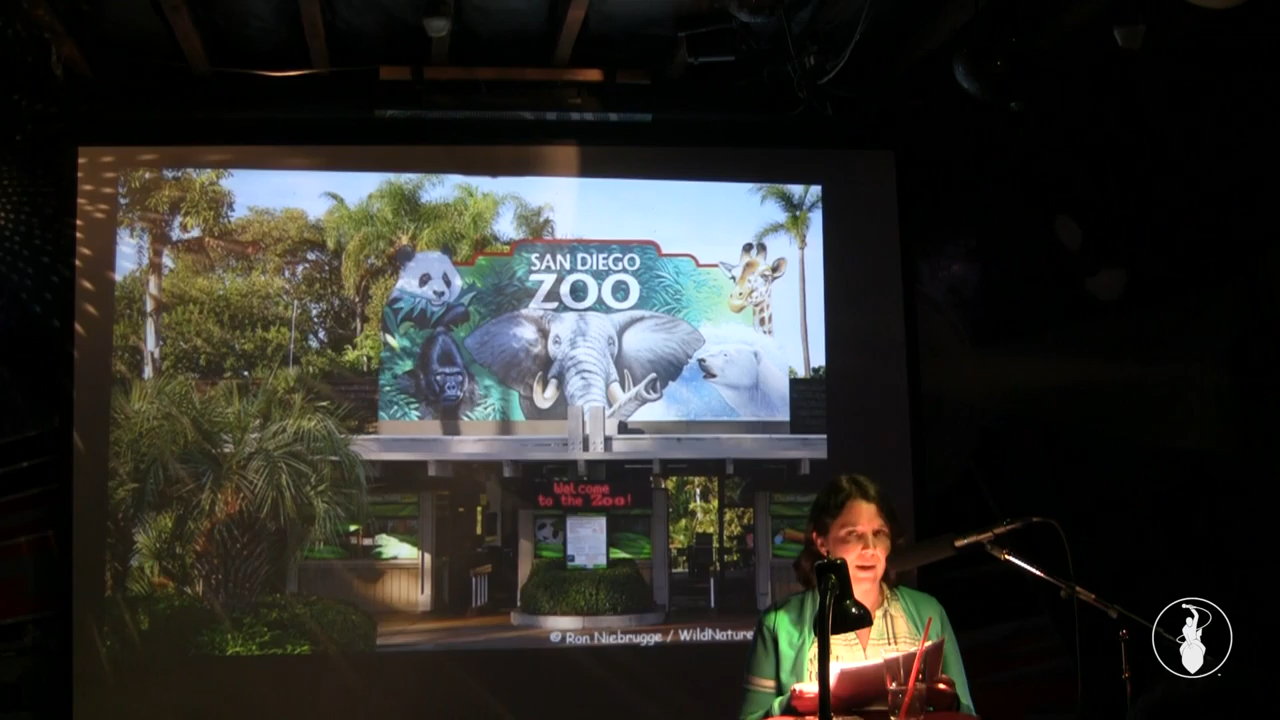 SAN DIEGO
ZOO
Welcome
to the Zoo!
© Ron Niebrugge / WildNature